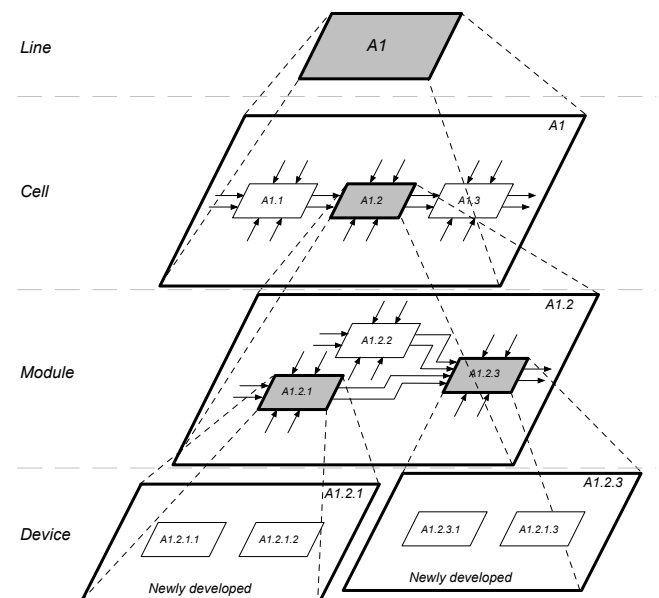 Line
A1
A1
Cell
A1.1
A1.2
A1.3
A1.2
Module
A1.2.2
A1.2.1
A1.2.3
A1.2.1
A1.2.3
Device
A1.2.1.1
A1.2.1.2
A1.2.3.1
A1.2.1.3
Newly developed
Newly developed